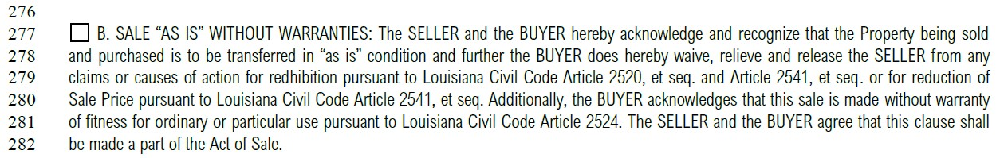 276
277 B. SALE “AS IS” WITHOUT WARRANTIES: The SELLER and the BUYER hereby acknowledge and recognize that the Property being sold
278 and purchased is to be transferred in “as is” condition and further the BUYER does hereby waive, relieve and release the SELLER from any
279 claims or causes of action for redhibition pursuant to Louisiana Civil Code Article 2520, et seq. and Article 2541, et seq. or for reduction of
280 Sale Price pursuant to Louisiana Civil Code Article 2541, et seq. Additionally, the BUYER acknowledges that this sale is made without warranty
281 of fitness for ordinary or particular use pursuant to Louisiana Civil Code Article 2524. The SELLER and the BUYER agree that this clause shall
282 be made a part of the Act of Sale.